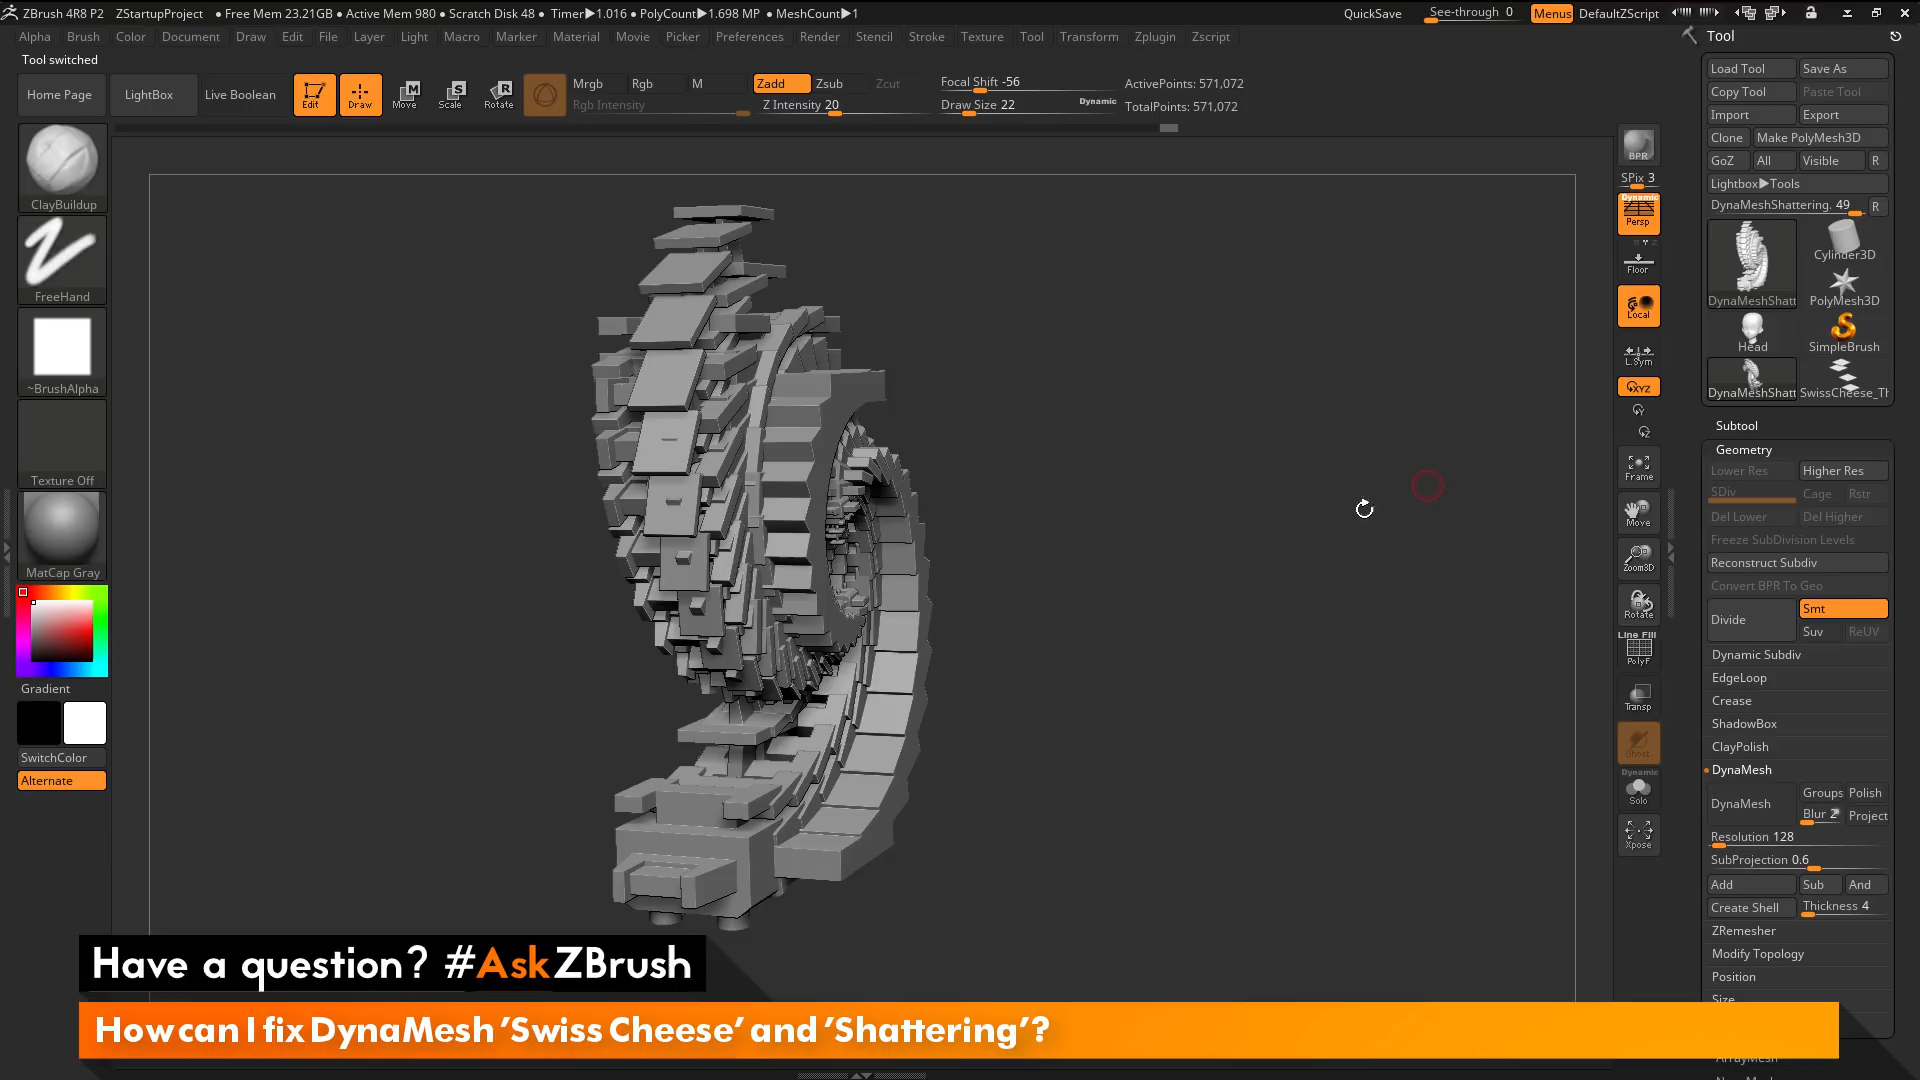 ZBrush 4R8 P2 ZStartupProject • Free Mem 23.21GB • Active Mem 980 • Scratch Disk 48 • Timer▶1.016 • PolyCount▶1.698 MP • MeshCount▶1 QuickSave See-through 0 Menus DefaultZScript
Alpha Brush Color Document Draw Edit File Layer Light Macro Marker Material Movie Picker Preferences Render Stencil Stroke Texture Tool Transform Zplugin Zscript
Tool switched
Home Page LightBox Live Boolean Edit Draw Move Scale Rotate
M S R
Mrgb Rgb M Zadd Zsub Zcut Focal Shift -56 ActivePoints: 571,072
Rgb Intensity Z Intensity 20 Draw Size 22 Dynamic TotalPoints: 571,072
ClayBuildup
FreeHand
~BrushAlpha
Texture Off
MatCap Gray
Gradient
SwitchColor
Alternate
BPR
SPix 3
Dynamic
Persp
Floor
Local
L.Sym
XYZ
Y
Z
Frame
Move
Zoom3D
Rotate
Line Fill
PolyF
Transp
Ghost
Dynamic
Solo
Xpose
Tool
Load Tool Save As
Copy Tool Paste Tool
Import Export
Clone Make PolyMesh3D
GoZ All Visible R
Lightbox▶Tools
DynaMeshShattering. 49 R
DynaMeshShatt Cylinder3D
PolyMesh3D
Head SimpleBrush
DynaMeshShatt SwissCheese_Th
Subtool
Geometry
Lower Res Higher Res
SDiv Cage Rstr
Del Lower Del Higher
Freeze SubDivision Levels
Reconstruct Subdiv
Convert BPR To Geo
Divide Smt
Suv ReUV
Dynamic Subdiv
EdgeLoop
Crease
ShadowBox
ClayPolish
DynaMesh
DynaMesh Groups Polish
Blur 2 Project
Resolution 128
SubProjection 0.6
Add Sub And
Create Shell Thickness 4
ZRemesher
Modify Topology
Position
Size
ArrayMesh
Have a question? #AskZBrush
How can I fix DynaMesh 'Swiss Cheese' and 'Shattering'?